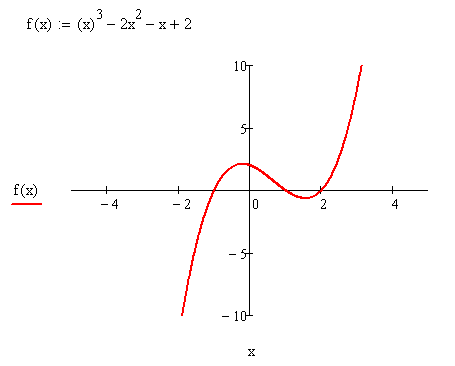 f(x) := (x)³ − 2x² − x + 2
10
5
f(x)
− 4 − 2 0 2 4
− 5
− 10
x